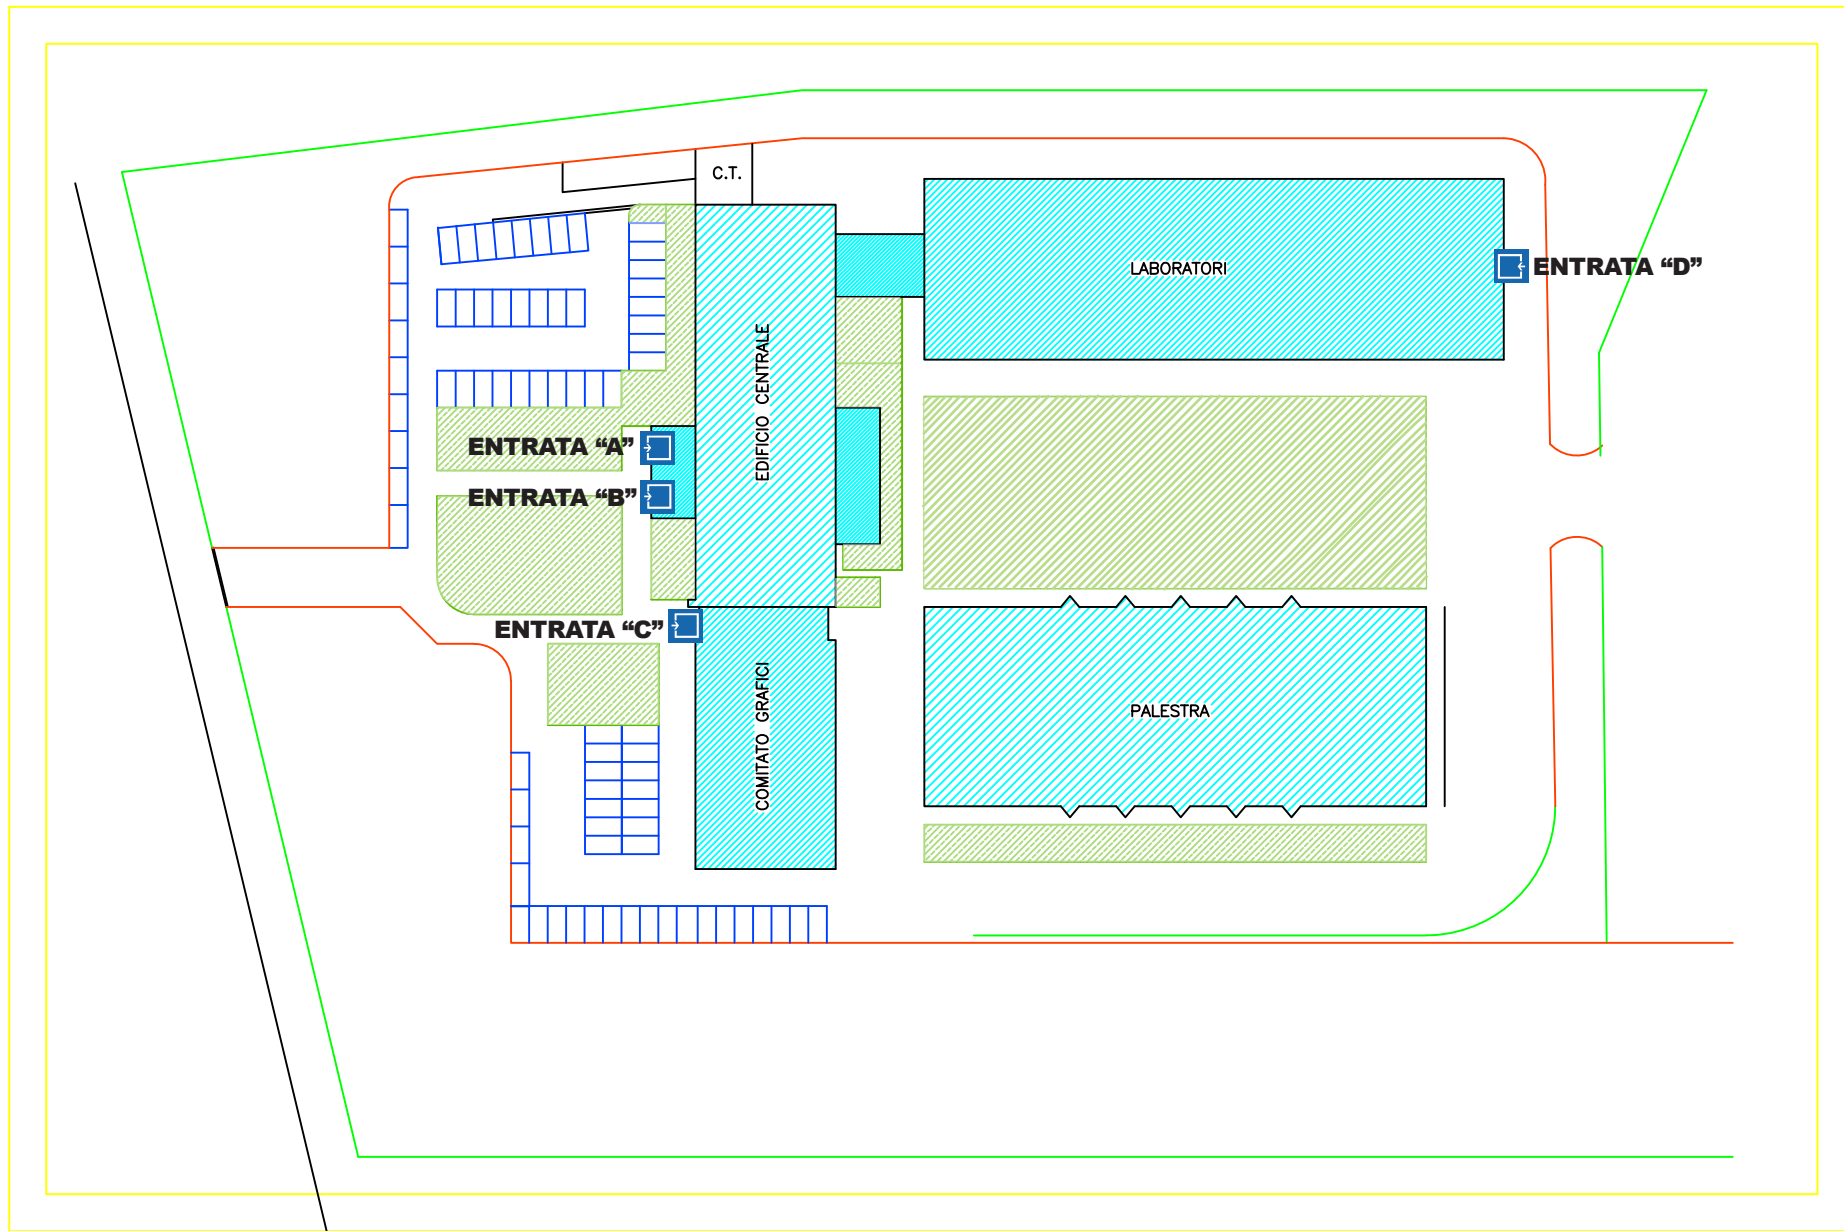 C.T.
LABORATORI
ENTRATA “D”
EDIFICIO CENTRALE
ENTRATA “A”
ENTRATA “B”
ENTRATA “C”
COMITATO GRAFICI
PALESTRA